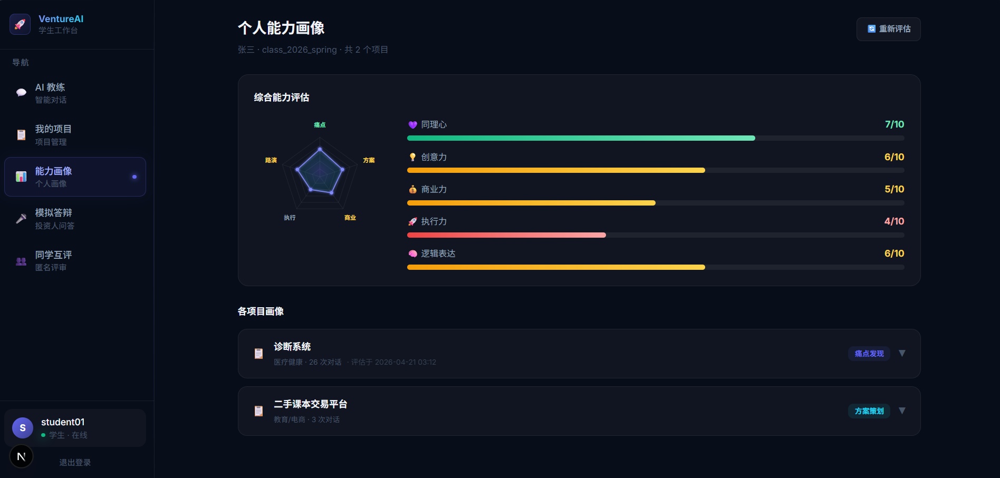 VentureAI
学生工作台
导航
AI 教练
智能对话
我的项目
项目管理
能力画像
个人画像
模拟答辩
投资人问答
同学互评
匿名评审
S
student01
学生 · 在线
N
退出登录
个人能力画像
张三 · class_2026_spring · 共 2 个项目
重新评估
综合能力评估
痛点
路演
方案
执行
商业
同理心 7/10
创意力 6/10
商业力 5/10
执行力 4/10
逻辑表达 6/10
各项目画像
诊断系统
医疗健康 · 26 次对话 · 评估于 2026-04-21 03:12
痛点发现 ▼
二手课本交易平台
教育/电商 · 3 次对话
方案策划 ▼